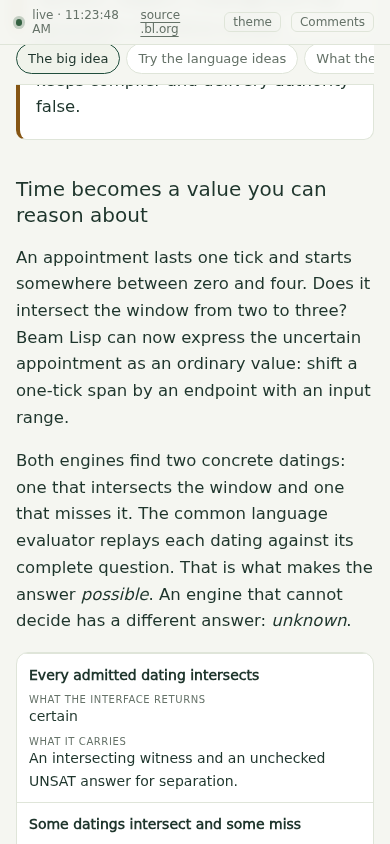 live · 11:23:48 AM
source .bl.org
theme
Comments
The big idea
Try the language ideas
What the
keeps compiler and delivery authority
false.
Time becomes a value you can
reason about
An appointment lasts one tick and starts
somewhere between zero and four. Does it
intersect the window from two to three?
Beam Lisp can now express the uncertain
appointment as an ordinary value: shift a
one-tick span by an endpoint with an input
range.
Both engines find two concrete datings:
one that intersects the window and one
that misses it. The common language
evaluator replays each dating against its
complete question. That is what makes the
answer possible. An engine that cannot
decide has a different answer: unknown.
Every admitted dating intersects
WHAT THE INTERFACE RETURNS
certain
WHAT IT CARRIES
An intersecting witness and an unchecked
UNSAT answer for separation.
Some datings intersect and some miss